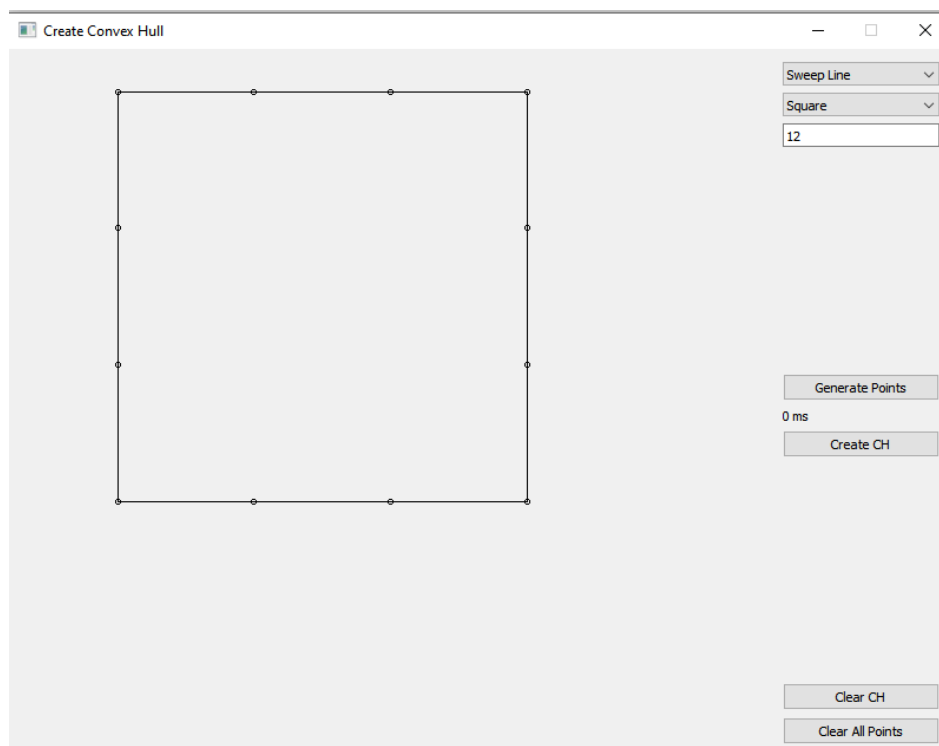 Create Convex Hull
Sweep Line
Square
12
Generate Points
0 ms
Create CH
Clear CH
Clear All Points